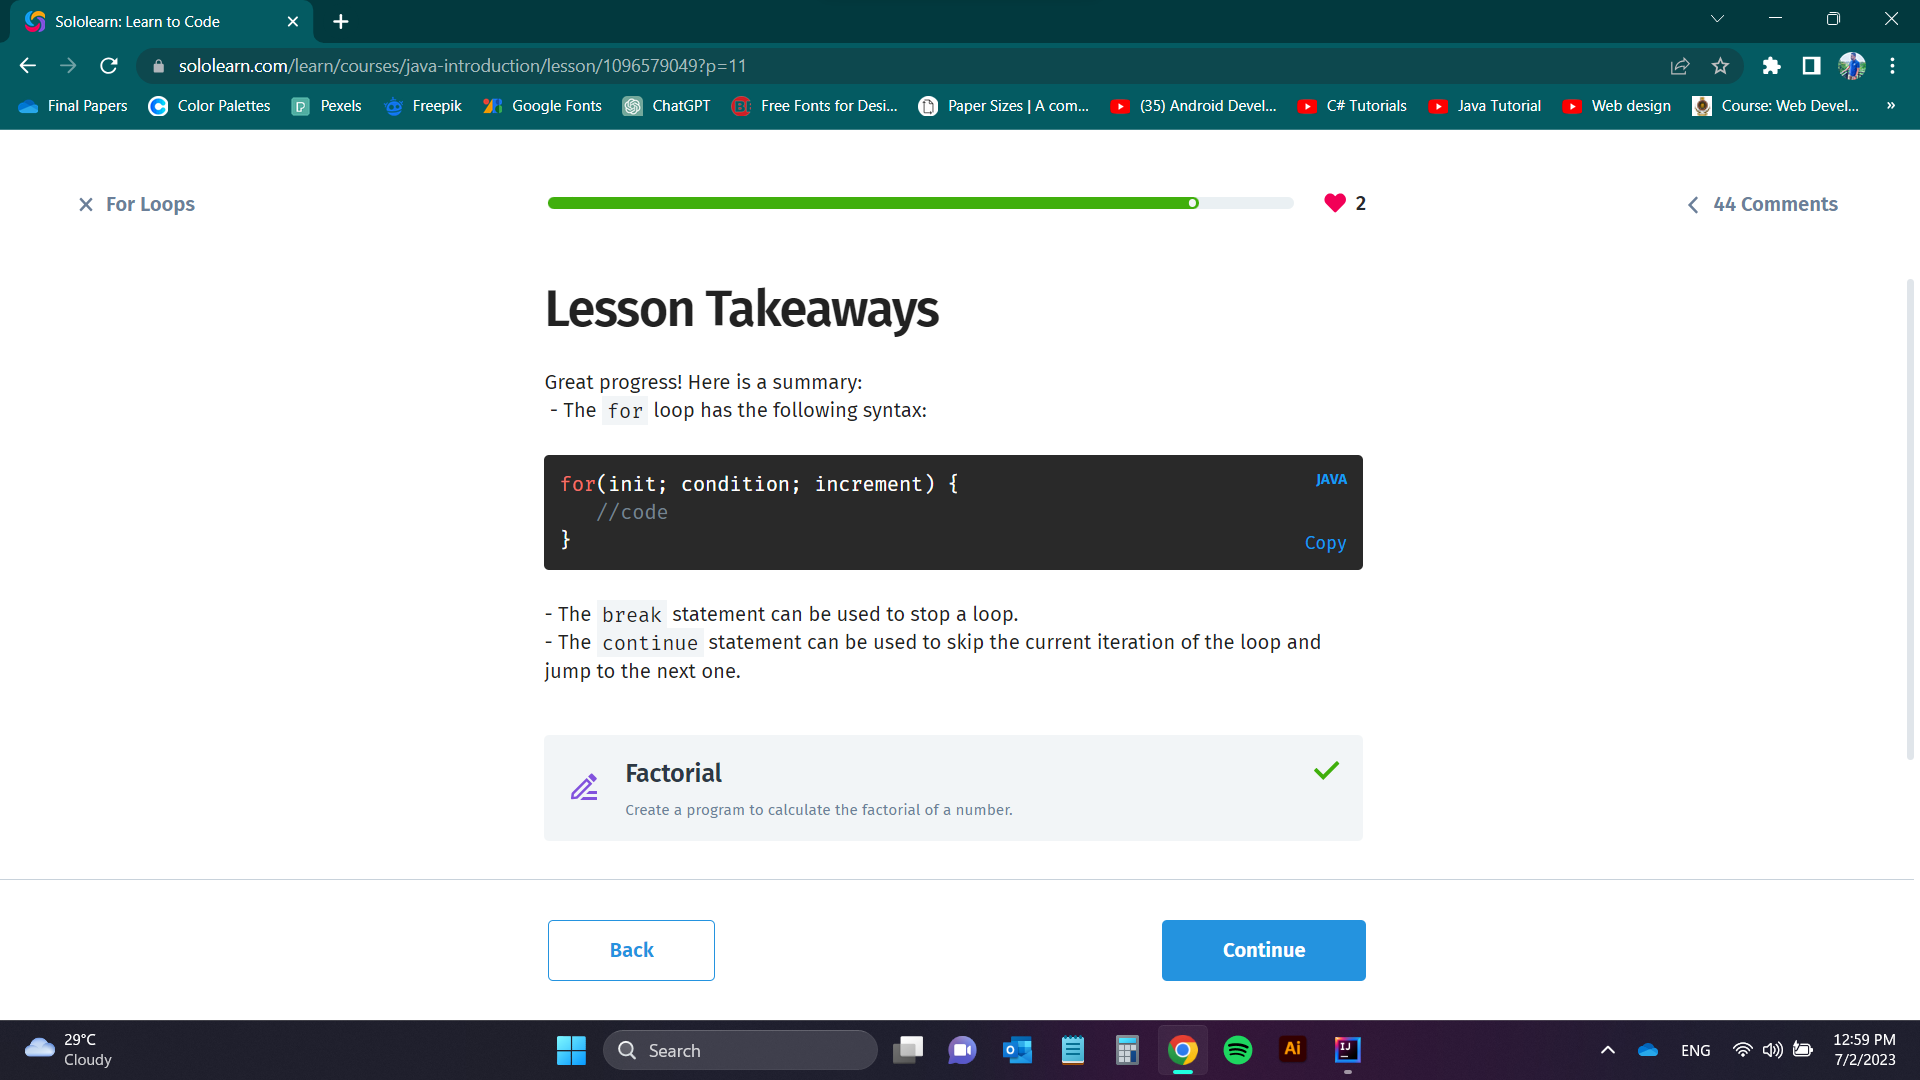 Sololearn: Learn to Code
sololearn.com/learn/courses/java-introduction/lesson/1096579049?p=11
Final Papers
Color Palettes
Pexels
Freepik
Google Fonts
ChatGPT
Free Fonts for Desi...
Paper Sizes | A com...
(35) Android Devel...
C# Tutorials
Java Tutorial
Web design
Course: Web Devel...
»
For Loops
2
44 Comments
Lesson Takeaways
Great progress! Here is a summary:
- The for loop has the following syntax:
for(init; condition; increment) {
//code
}
JAVA
Copy
- The break statement can be used to stop a loop.
- The continue statement can be used to skip the current iteration of the loop and
jump to the next one.
Factorial
Create a program to calculate the factorial of a number.
Back
Continue
29°C
Cloudy
Search
Ai
IJ
ENG
12:59 PM
7/2/2023